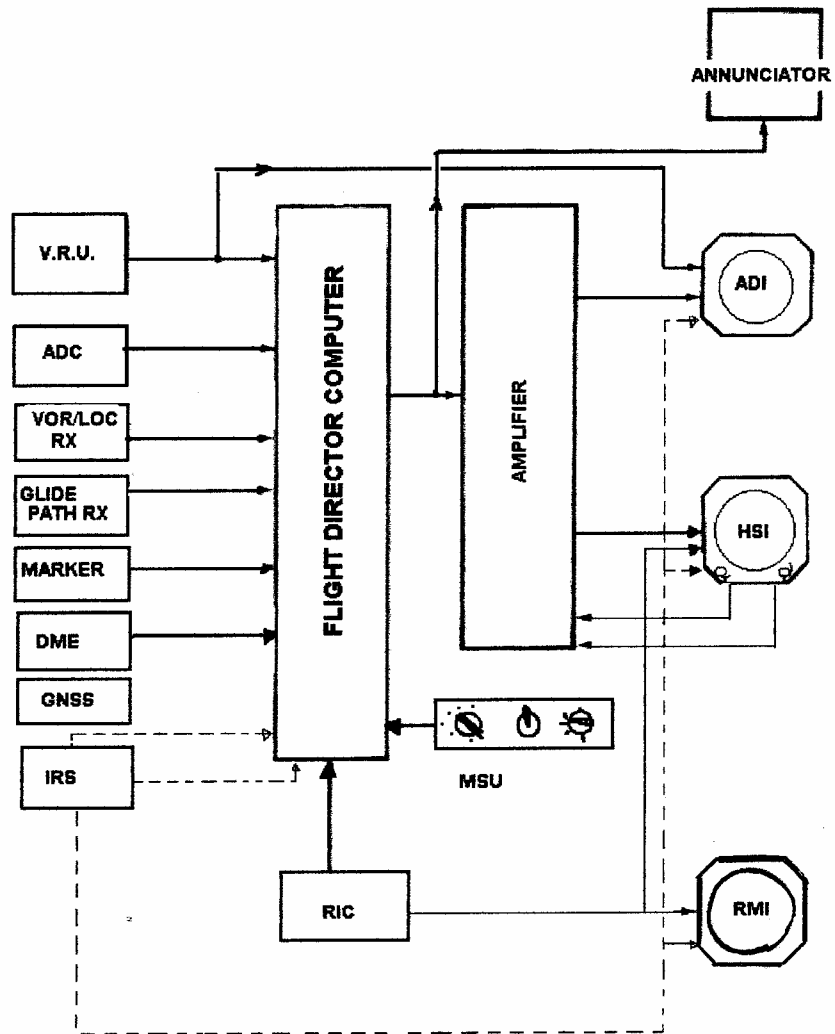 ANNUNCIATOR
V.R.U.
ADC
VOR/LOC
RX
GLIDE
PATH RX
MARKER
DME
GNSS
IRS
FLIGHT DIRECTOR COMPUTER
AMPLIFIER
ADI
HSI
MSU
RIC
RMI